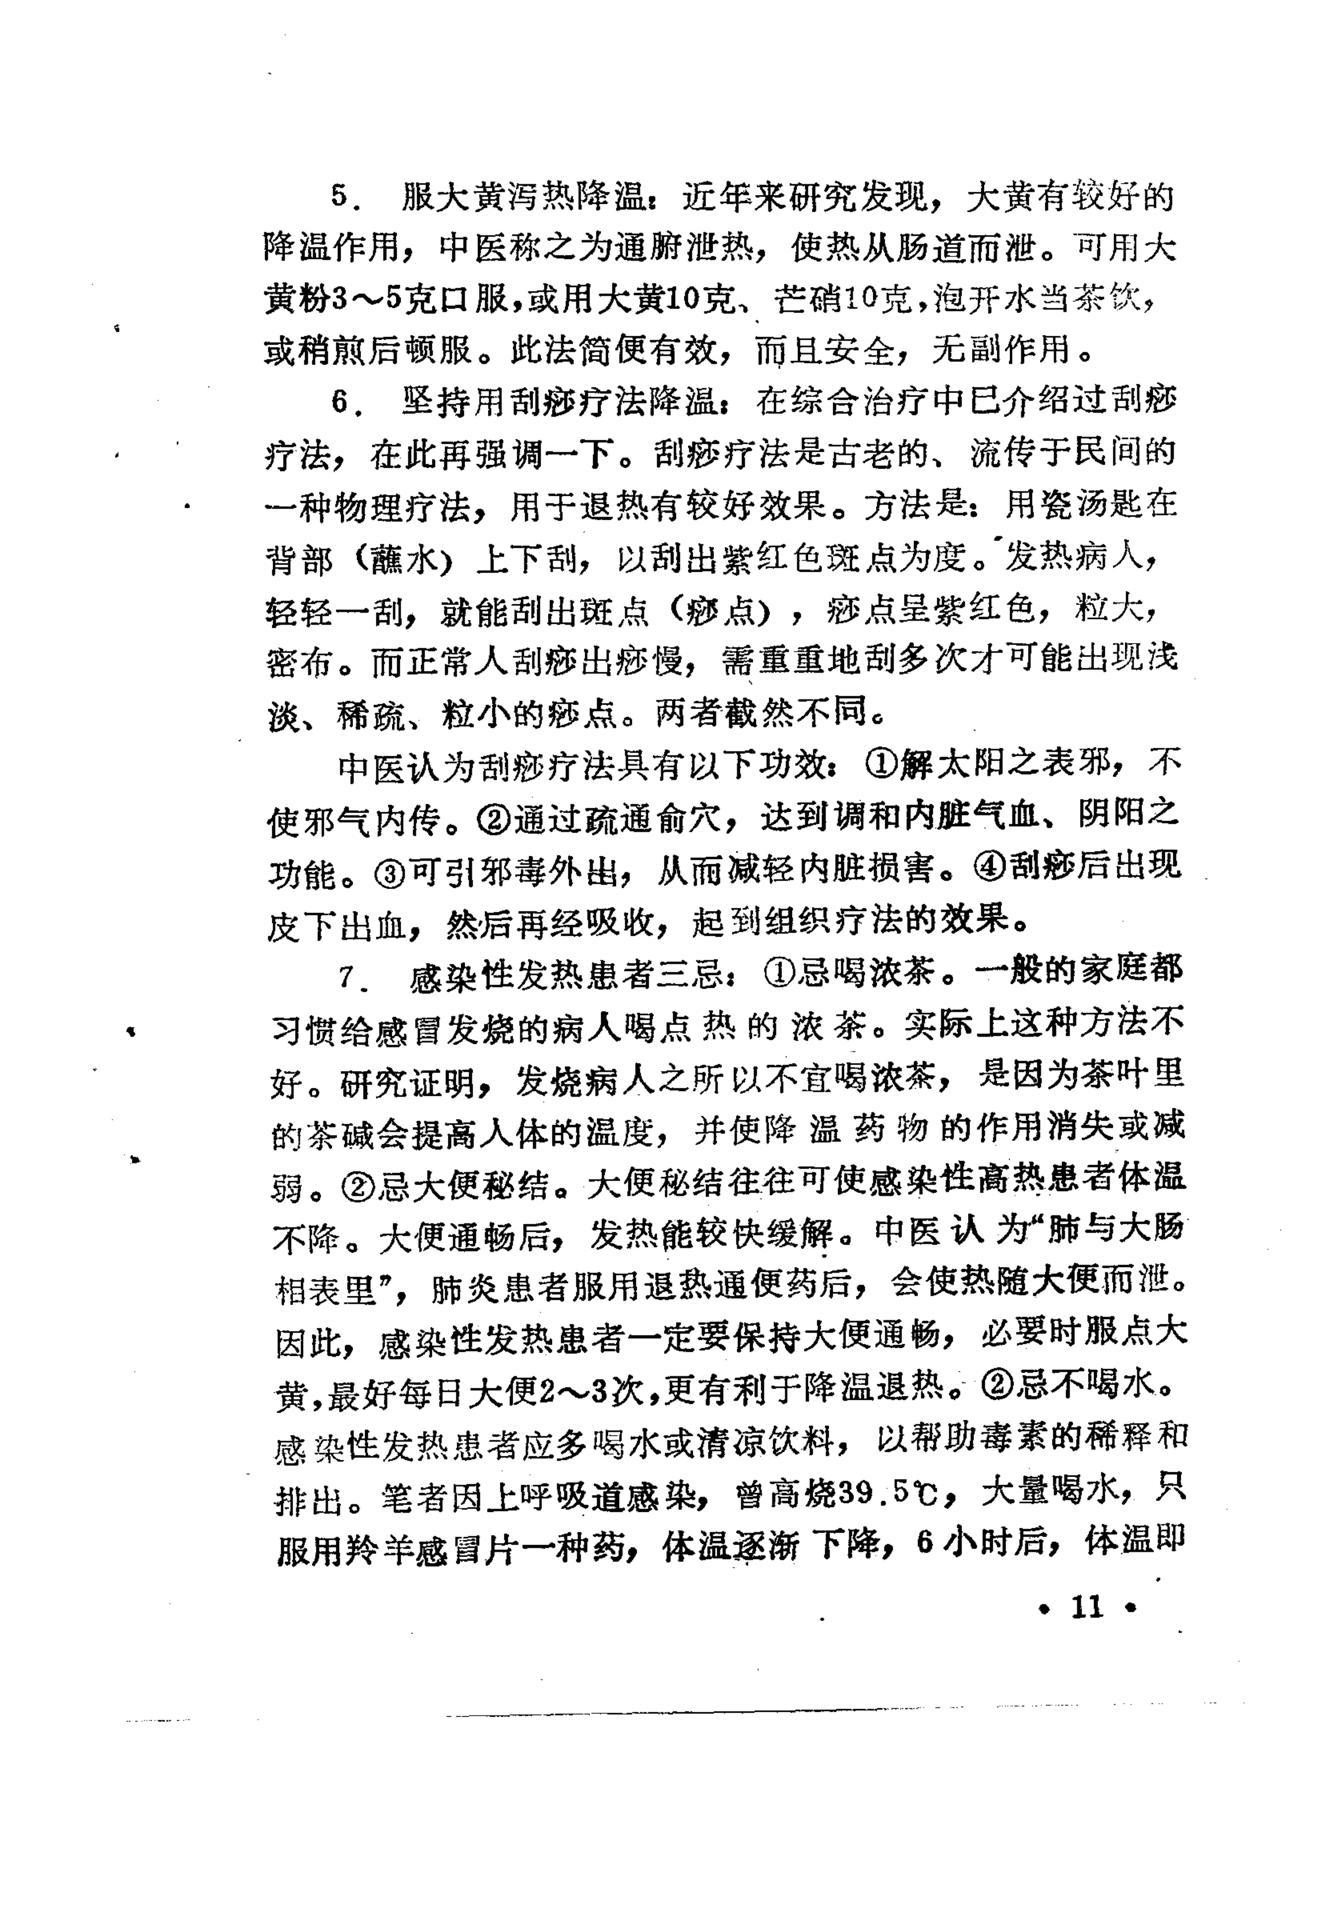 5. 服大黄泻热降温：近年来研究发现，大黄有较好的
降温作用，中医称之为通腑泄热，使热从肠道而泄。可用大
黄粉3～5克口服，或用大黄10克、芒硝10克，泡开水当茶饮，
或稍煎后顿服。此法简便有效，而且安全，无副作用。
6. 坚持用刮痧疗法降温：在综合治疗中已介绍过刮痧
疗法，在此再强调一下。刮痧疗法是古老的、流传于民间的
一种物理疗法，用于退热有较好效果。方法是：用瓷汤匙在
背部（蘸水）上下刮，以刮出紫红色斑点为度。发热病人，
轻轻一刮，就能刮出斑点（痧点），痧点呈紫红色，粒大，
密布。而正常人刮痧出痧慢，需重重地刮多次才可能出现浅
淡、稀疏、粒小的痧点。两者截然不同。
中医认为刮痧疗法具有以下功效：①解太阳之表邪，不
使邪气内传。②通过疏通俞穴，达到调和内脏气血、阴阳之
功能。③可引邪毒外出，从而减轻内脏损害。④刮痧后出现
皮下出血，然后再经吸收，起到组织疗法的效果。
7. 感染性发热患者三忌：①忌喝浓茶。一般的家庭都
习惯给感冒发烧的病人喝点热的浓茶。实际上这种方法不
好。研究证明，发烧病人之所以不宜喝浓茶，是因为茶叶里
的茶碱会提高人体的温度，并使降温药物的作用消失或减
弱。②忌大便秘结。大便秘结往往可使感染性高热患者体温
不降。大便通畅后，发热能较快缓解。中医认为“肺与大肠
相表里”，肺炎患者服用退热通便药后，会使热随大便而泄。
因此，感染性发热患者一定要保持大便通畅，必要时服点大
黄，最好每日大便2～3次，更有利于降温退热。②忌不喝水。
感染性发热患者应多喝水或清凉饮料，以帮助毒素的稀释和
排出。笔者因上呼吸道感染，曾高烧39.5℃，大量喝水，只
服用羚羊感冒片一种药，体温逐渐下降，6小时后，体温即
• 11 •